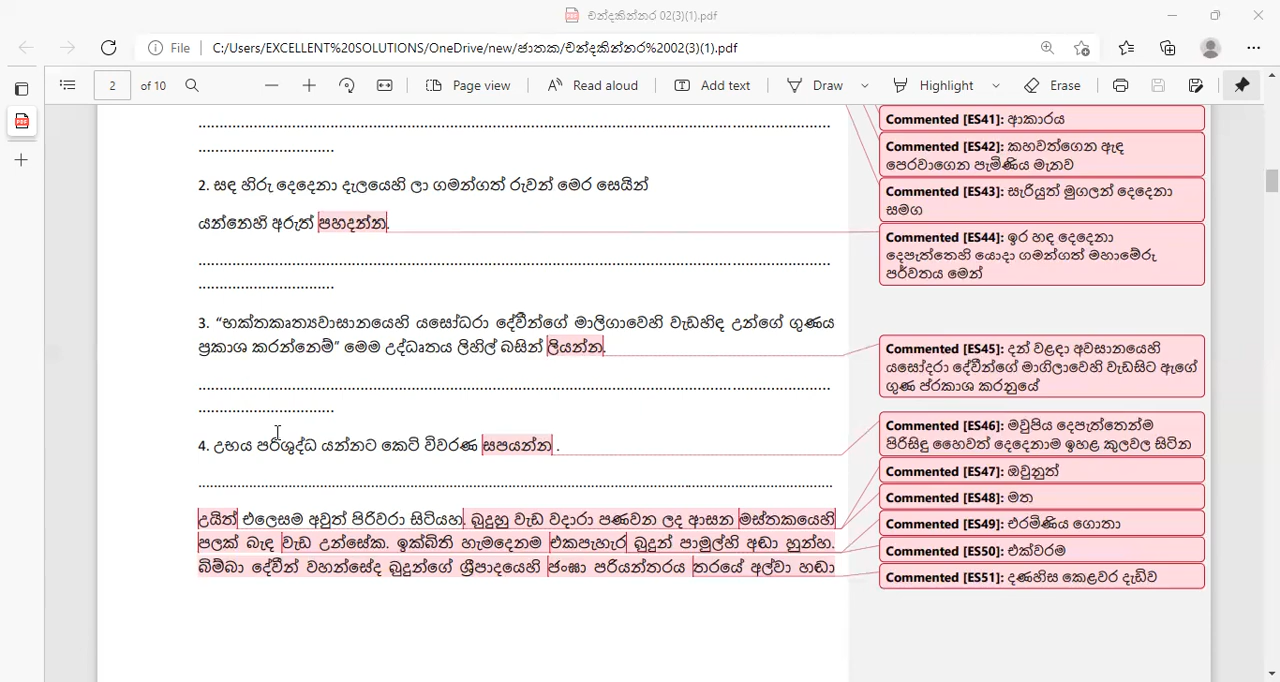 චන්දකින්නර 02(3)(1).pdf
File C:/Users/EXCELLENT%20SOLUTIONS/OneDrive/new/ජාතක/චන්දකින්නර%2002(3)(1).pdf
2 of 10 Page view Read aloud Add text Draw Highlight Erase
Commented [ES41]: ආකාරය
Commented [ES42]: කහවත්ගෙන ඇඳ
පෙරවාගෙන පැමිණිය මැනව
Commented [ES43]: සැරියුත් මුගලන් දෙදෙනා
සමග
Commented [ES44]: ඉර හඳ දෙදෙනා
දෙපැත්තෙහි යොදා ගමන්ගත් මහාමේරු
පර්වතය මෙන්
Commented [ES45]: දන් වළඳා අවසානයෙහි
යසෝදරා දේවීන්ගේ මාගිලාවෙහි වැඩසිට ඇගේ
ගුණ ප්රකාශ කරනුයේ
Commented [ES46]: මවුපිය දෙපැත්තෙන්ම
පිරිසිඳු හෛවත් දෙදෙනාම ඉහළ කුලවල සිටින
Commented [ES47]: ඔවුනුත්
Commented [ES48]: මත
Commented [ES49]: එරමිණිය ගොතා
Commented [ES50]: එක්වරම
Commented [ES51]: දණහිස කෙළවර දැඩිව
................................................................
..............................
2. සඳ හිරු දෙදෙනා දැලයෙහි ලා ගමන්ගත් රුවන් මෙර සෙයින්
යන්නෙහි අරුත් පහදන්න.
................................................................
..............................
3. “භක්තකෘත්‍යවාසානයෙහි යසෝධරා දේවීන්ගේ මාලිගාවෙහි වැඩහිඳ උන්ගේ ගුණය
ප්‍රකාශ කරන්නෙම්” මෙම උද්ධෘතය ලිහිල් බසින් ලියන්න.
................................................................
..............................
4. උභය පරිශුද්ධ යන්නට කෙටි විවරණ සපයන්න .
................................................................
උයිත් එලෙසම අවුත් පිරිවරා සිටියහ. බුදුහු වැඩ වදාරා පණවන ලද ආසන මස්තකයෙහි
පලක් බැඳ වැඩ උන්සේක. ඉක්බිති හැමදෙනම එකපැහැර බුදුන් පාමුල්හි අඬා හුන්හ.
බිම්බා දේවීන් වහන්සේද බුදුන්ගේ ශ්‍රීපාදයෙහි ජංඝා පරියන්තරය තරයේ අල්වා හඬා